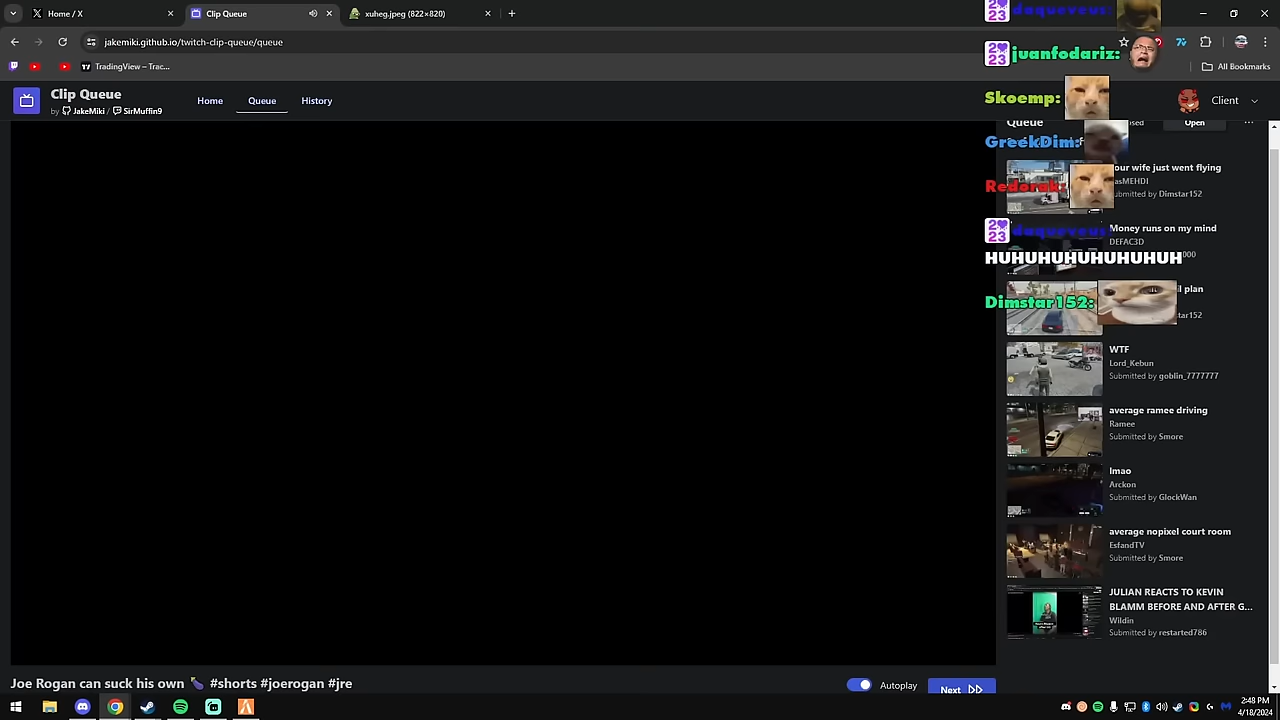 Home / X
Clip Queue
(822×820)
daqueveus:
jakemiki.github.io/twitch-clip-queue/queue
juanfodariz:
TradingView – Trac...
All Bookmarks
Clip Queue
by JakeMiki / SirMuffin9
Home
Queue
History
Skoemp:
Client
Queue
Open
GreekDim:
our wife just went flying
asMEHDI
Submitted by Dimstar152
Redorak:
Money runs on my mind
DEFAC3D
000
daqueveus:
HUHUHUHUHUHUHUH
plan
tar152
Dimstar152:
WTF
Lord_Kebun
Submitted by goblin_7777777
average ramee driving
Ramee
Submitted by Smore
lmao
Arckon
Submitted by GlockWan
average nopixel court room
EsfandTV
Submitted by Smore
JULIAN REACTS TO KEVIN
BLAMM BEFORE AND AFTER G...
Wildin
Submitted by restarted786
Joe Rogan can suck his own 🍆 #shorts #joerogan #jre
Autoplay
Next
2:48 PM
4/18/2024